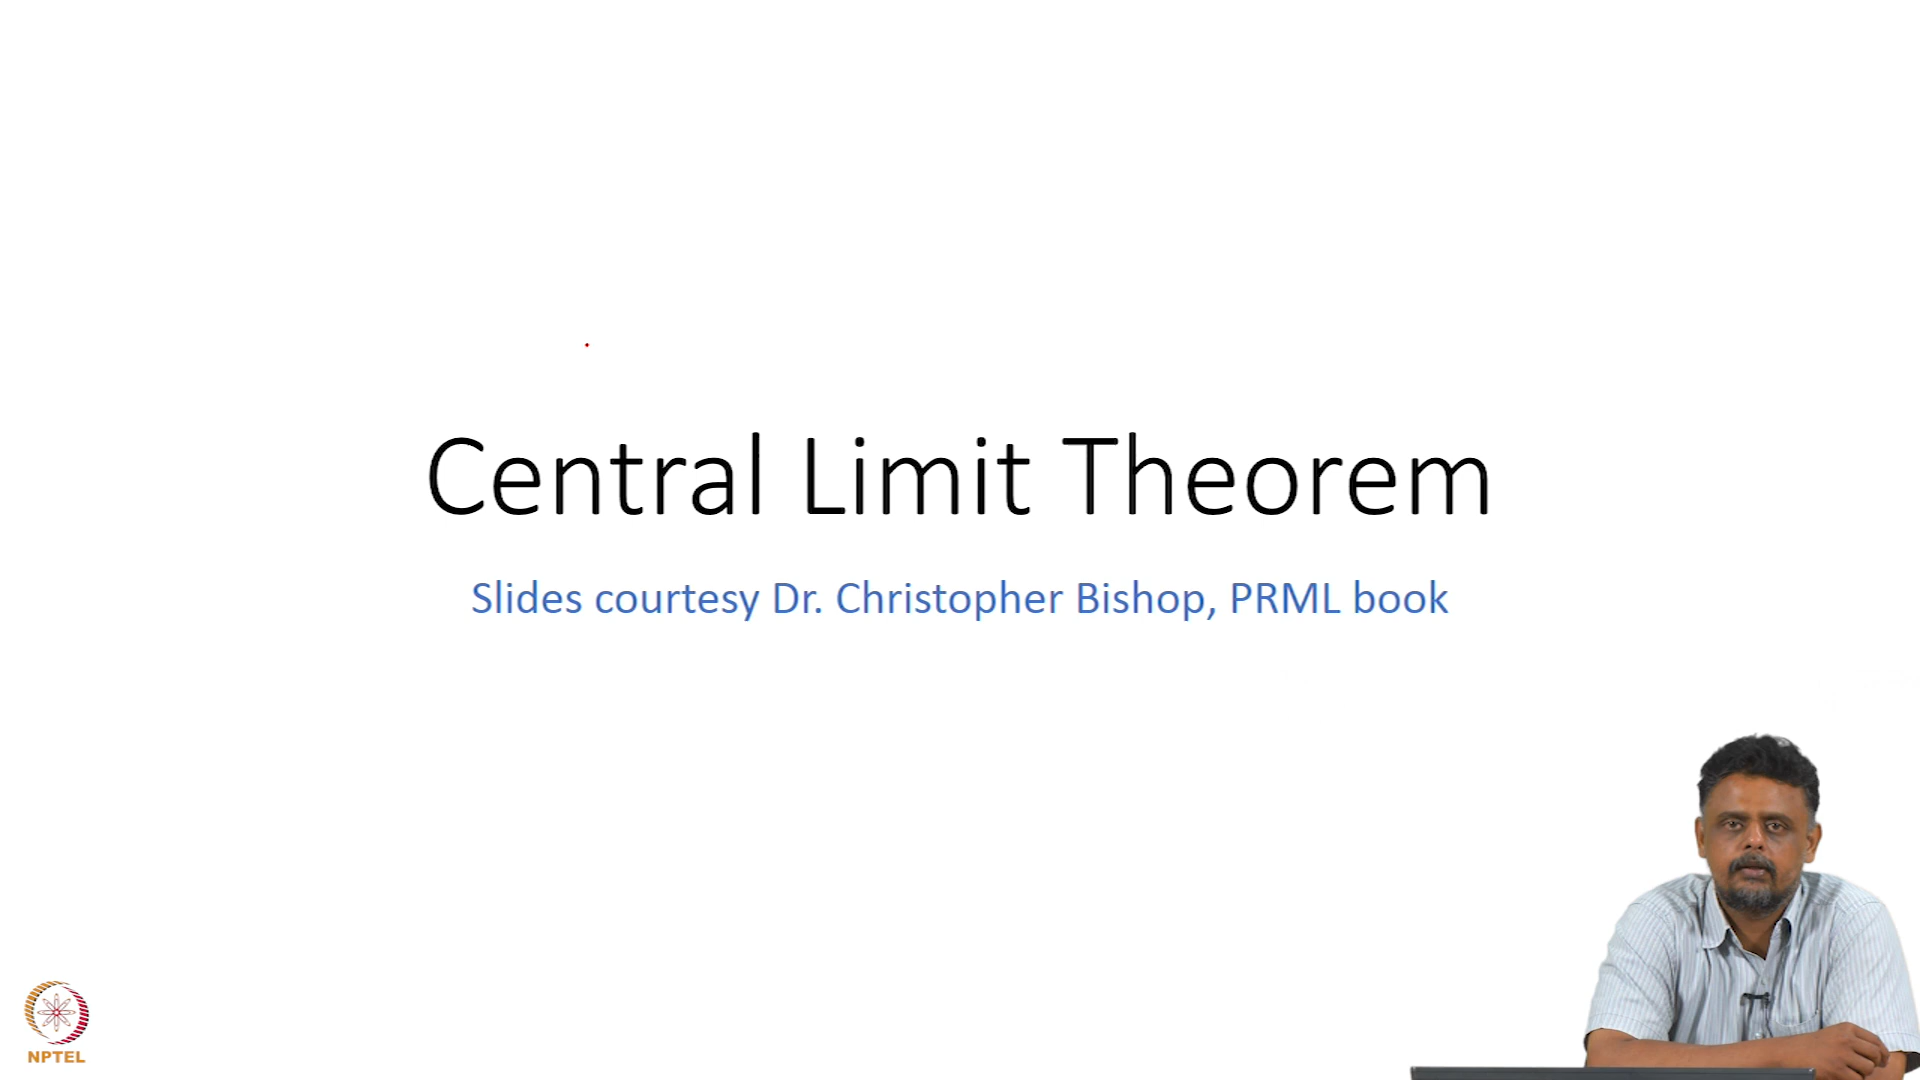 Central Limit Theorem
Slides courtesy Dr. Christopher Bishop, PRML book
NPTEL